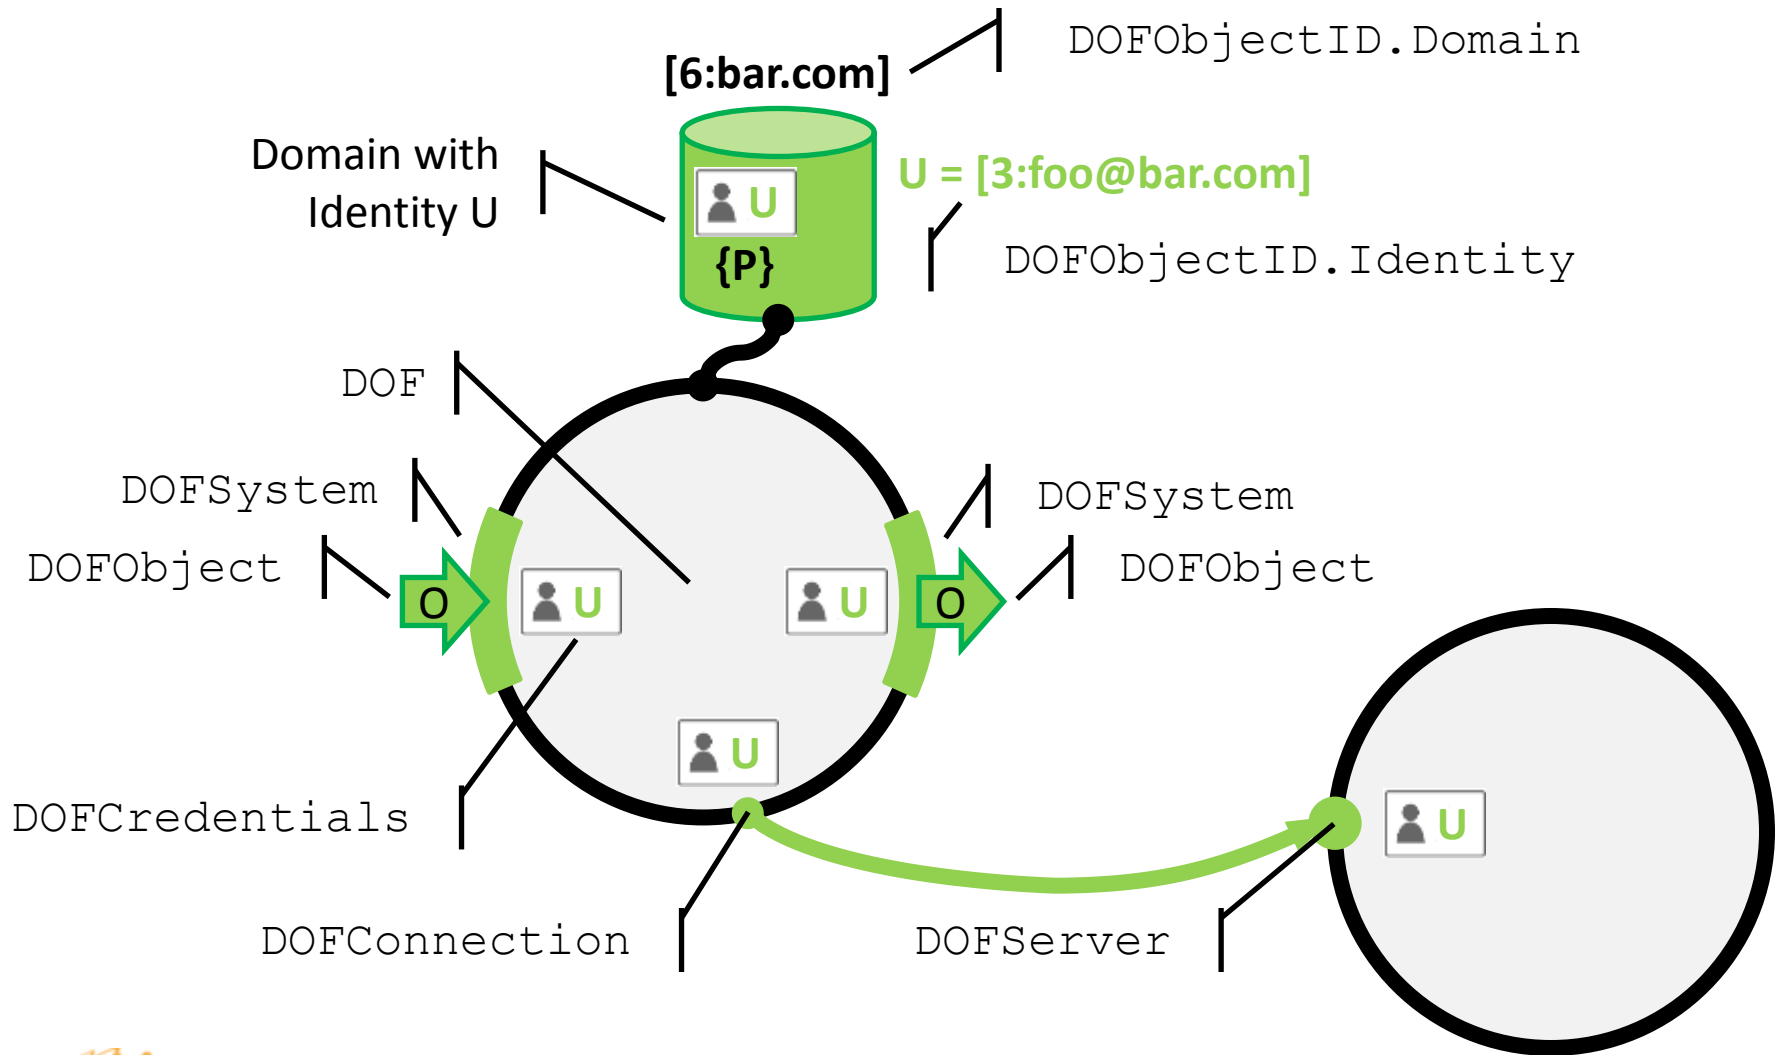 DOFObjectID.Domain
[6:bar.com]
Domain with
Identity U
U = [3:foo@bar.com]
U
{P}
DOFObjectID.Identity
DOF
DOFSystem
DOFSystem
DOFObject
DOFObject
O
U
U
O
U
DOFCredentials
U
DOFConnection
DOFServer